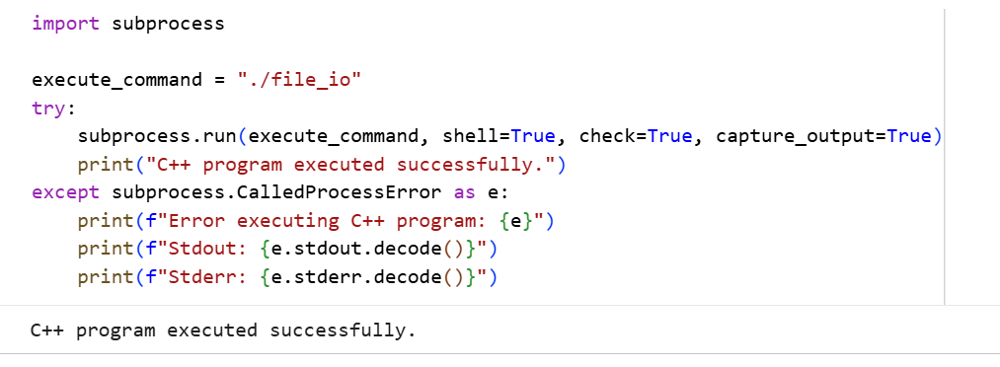 import subprocess
execute_command = "./file_io"
try:
    subprocess.run(execute_command, shell=True, check=True, capture_output=True)
    print("C++ program executed successfully.")
except subprocess.CalledProcessError as e:
    print(f"Error executing C++ program: {e}")
    print(f"Stdout: {e.stdout.decode()}")
    print(f"Stderr: {e.stderr.decode()}")
C++ program executed successfully.